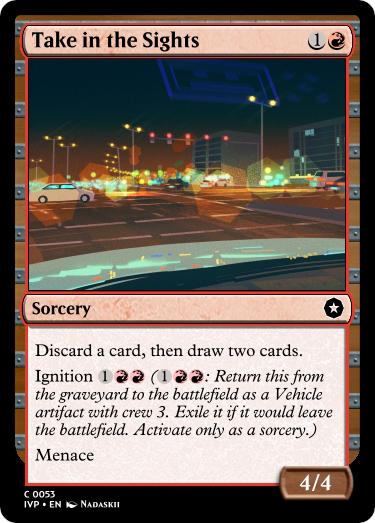 Take in the Sights 1
Sorcery
Discard a card, then draw two cards.
Ignition 1 (1: Return this from
the graveyard to the battlefield as a Vehicle
artifact with crew 3. Exile it if it would leave
the battlefield. Activate only as a sorcery.)
Menace
4/4
C 0053
IVP • EN Nadaskii